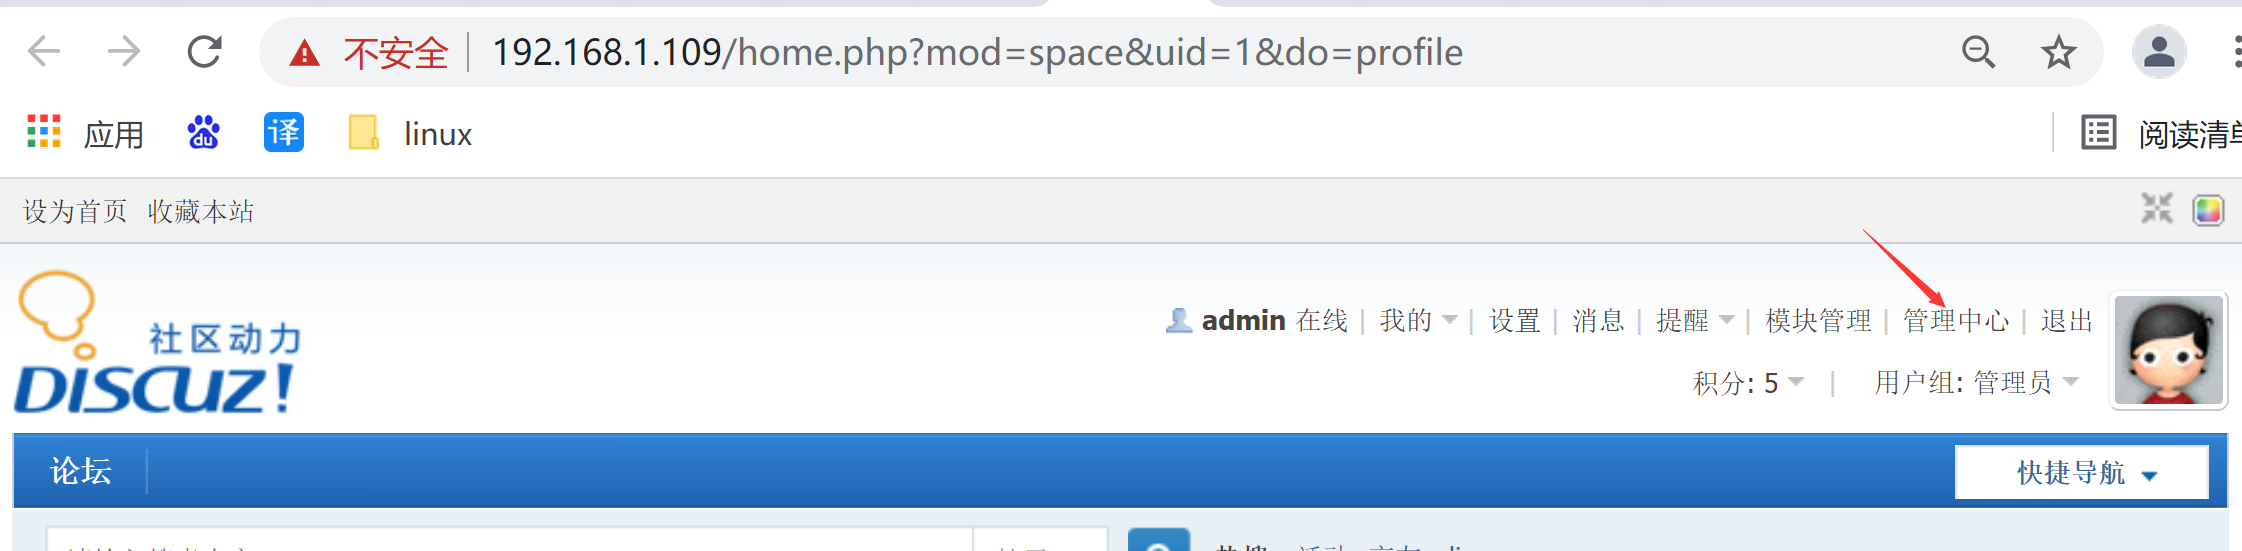 不安全 192.168.1.109/home.php?mod=space&uid=1&do=profile
应用 du 译 linux 阅读清单
设为首页 收藏本站
社区动力
DISCUZ!
admin 在线 | 我的 | 设置 | 消息 | 提醒 | 模块管理 | 管理中心 | 退出
积分: 5 | 用户组: 管理员
论坛 快捷导航